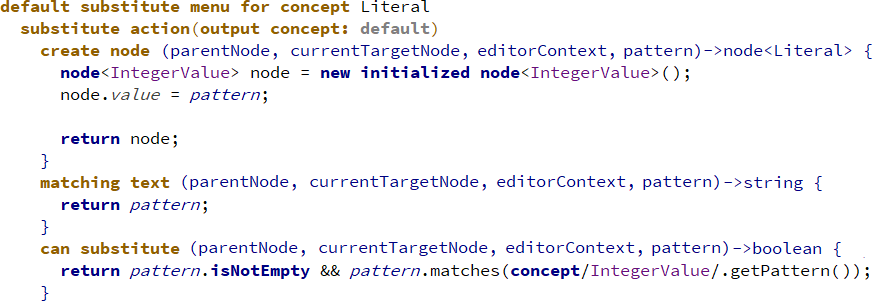 default substitute menu for concept Literal
substitute action(output concept: default)
create node (parentNode, currentTargetNode, editorContext, pattern)->node<Literal> {
node<IntegerValue> node = new initialized node<IntegerValue>();
node.value = pattern;
return node;
}
matching text (parentNode, currentTargetNode, editorContext, pattern)->string {
return pattern;
}
can substitute (parentNode, currentTargetNode, editorContext, pattern)->boolean {
return pattern.isNotEmpty && pattern.matches(concept/IntegerValue/.getPattern());
}